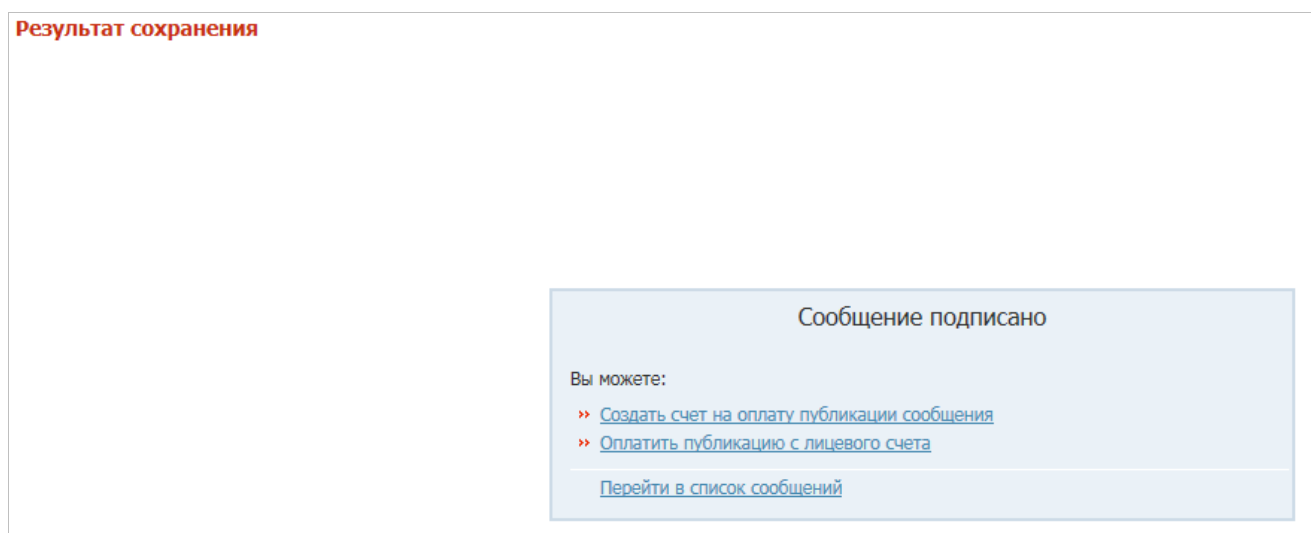 Результат сохранения
Сообщение подписано
Вы можете:
Создать счет на оплату публикации сообщения
Оплатить публикацию с лицевого счета
Перейти в список сообщений